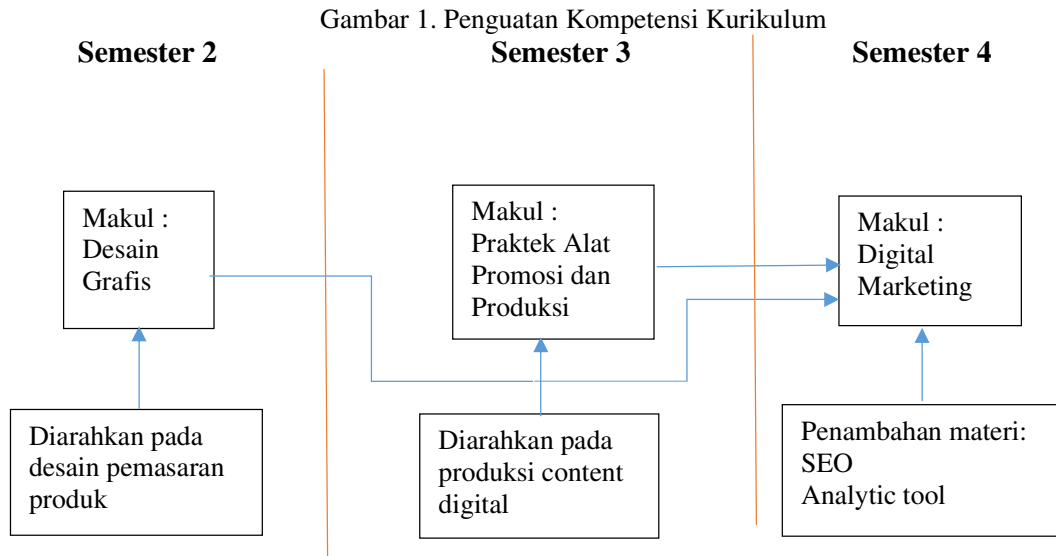 Gambar 1. Penguatan Kompetensi Kurikulum
Semester 2
Semester 3
Semester 4
Makul :
Desain
Grafis
Makul :
Praktek Alat
Promosi dan
Produksi
Makul :
Digital
Marketing
Diarahkan pada
desain pemasaran
produk
Diarahkan pada
produksi content
digital
Penambahan materi:
SEO
Analytic tool